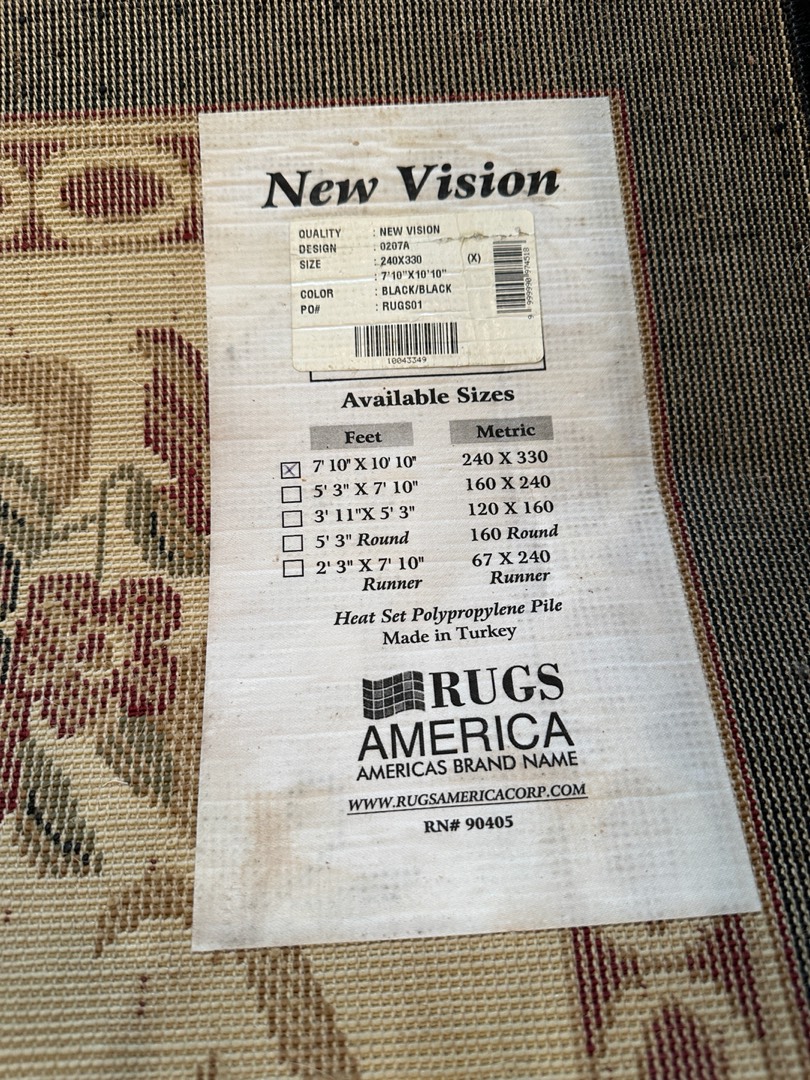 New Vision
QUALITY : NEW VISION
DESIGN : 0207A
SIZE : 240X330 (X)
: 7'10"X10'10"
COLOR : BLACK/BLACK
PO# : RUGS01
10043349
Available Sizes
Feet Metric
7' 10" X 10' 10" 240 X 330
5' 3" X 7' 10" 160 X 240
3' 11"X 5' 3" 120 X 160
5' 3" Round 160 Round
2' 3" X 7' 10" 67 X 240
Runner Runner
Heat Set Polypropylene Pile
Made in Turkey
RUGS
AMERICA
AMERICAS BRAND NAME
WWW.RUGSAMERICACORP.COM
RN# 90405